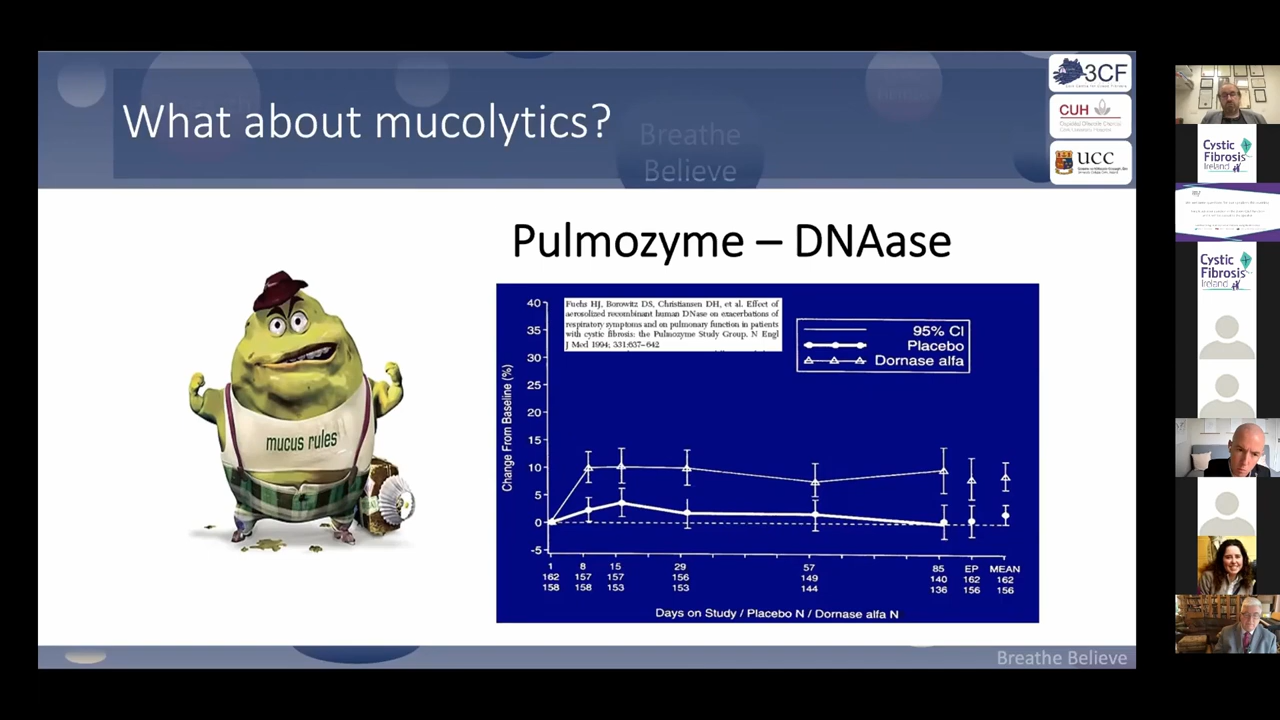 What about mucolytics?
Breathe
Believe
3CF
CUH
UCC
Pulmozyme – DNAase
mucus rules
Fuchs HJ, Borowitz DS, Christiansen DH, et al. Effect of
aerosolized recombinant human DNase on exacerbations of
respiratory symptoms and on pulmonary function in patients
with cystic fibrosis: the Pulmozyme Study Group. N Engl
J Med 1994; 331:637–642
95% CI
Placebo
Dornase alfa
Change From Baseline (%)
40
35
30
25
20
15
10
5
0
-5
1 8 15 29 57 85 EP MEAN
162 157 157 156 149 140 162 162
158 158 153 153 144 136 156 156
Days on Study / Placebo N / Dornase alfa N
Breathe Believe
Cystic
Fibrosis
Ireland
Cystic
Fibrosis
Ireland